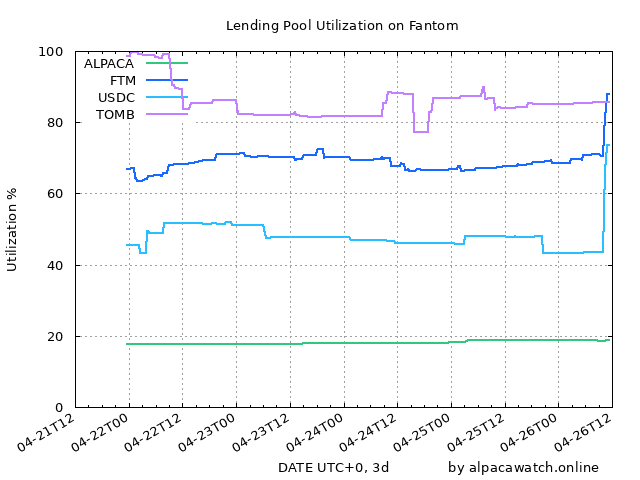 Lending Pool Utilization on Fantom
100
80
60
40
20
0
Utilization %
ALPACA
FTM
USDC
TOMB
04-21T12
04-22T00
04-22T12
04-23T00
04-23T12
04-24T00
04-24T12
04-25T00
04-25T12
04-26T00
04-26T12
DATE UTC+0, 3d
by alpacawatch.online